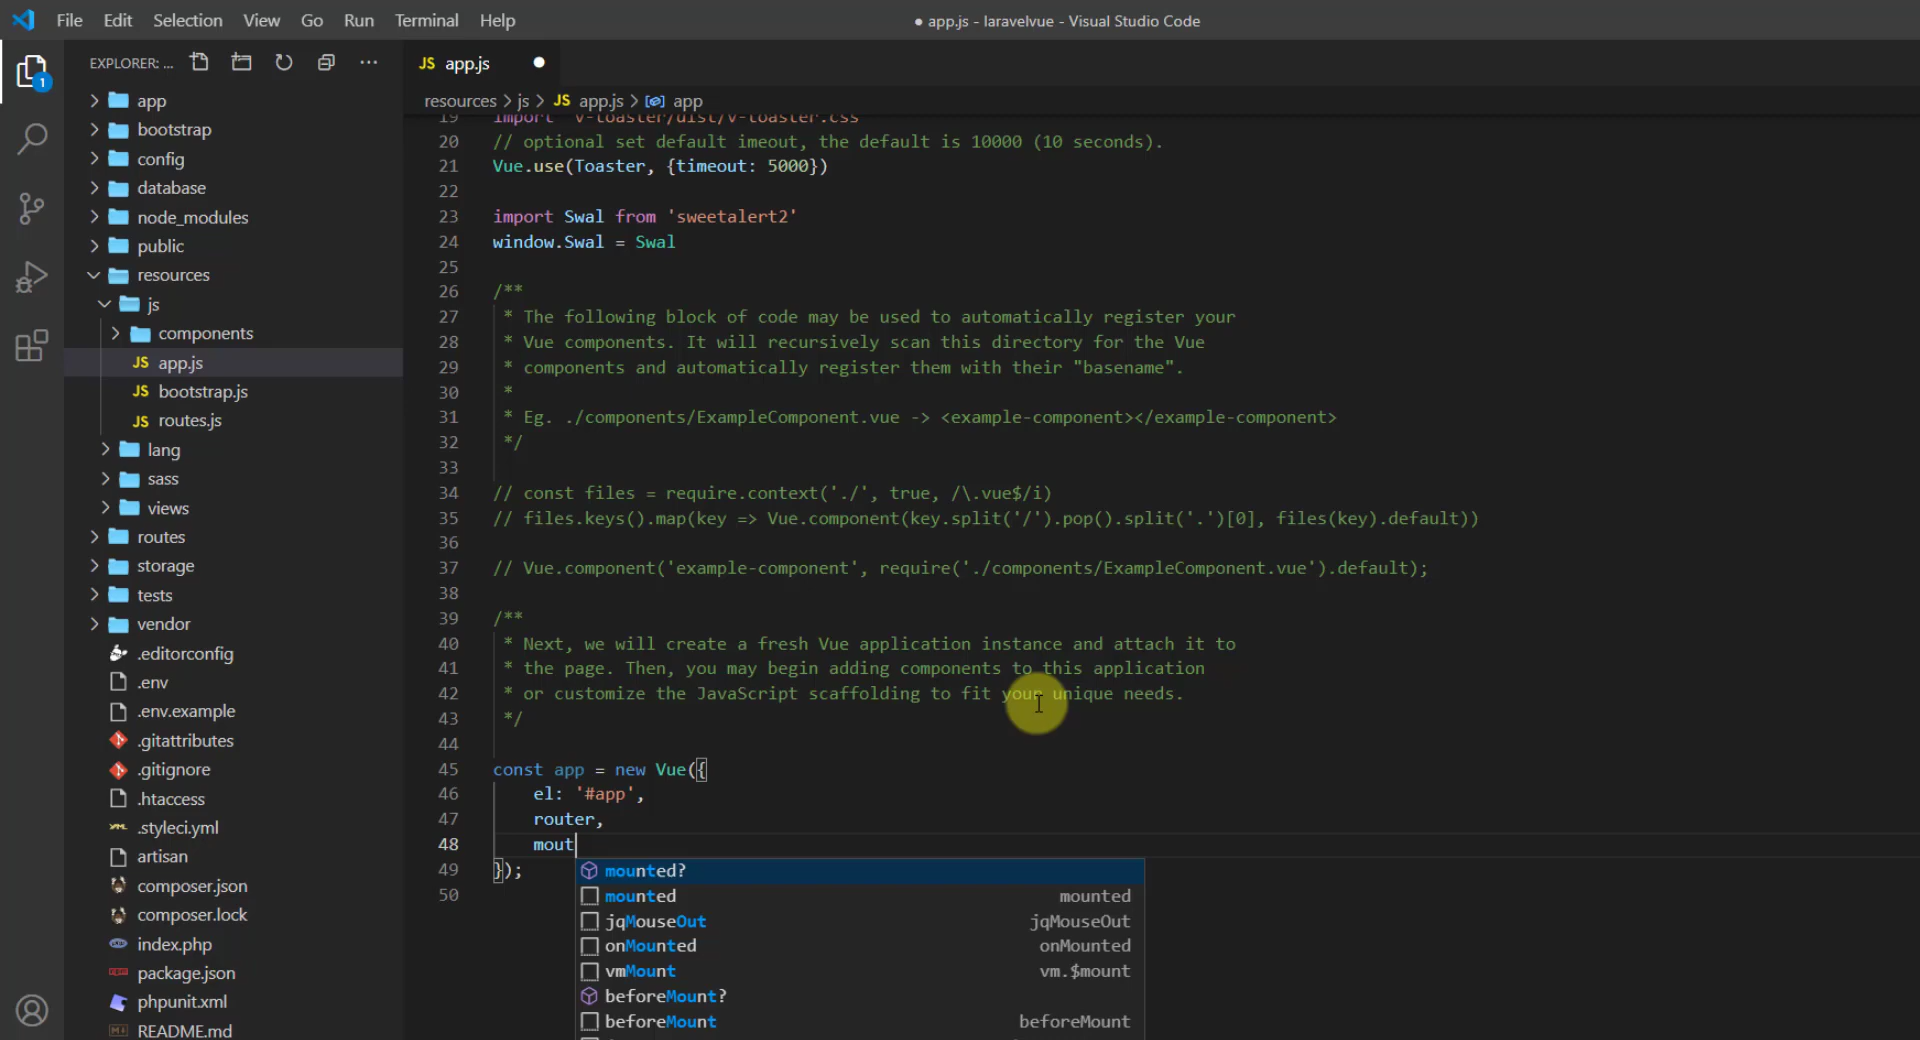 File Edit Selection View Go Run Terminal Help
● app.js - laravelvue - Visual Studio Code
EXPLORER: ...
1
app
bootstrap
config
database
node_modules
public
resources
js
components
JS app.js
JS bootstrap.js
JS routes.js
lang
sass
views
routes
storage
tests
vendor
.editorconfig
.env
.env.example
.gitattributes
.gitignore
.htaccess
.styleci.yml
artisan
composer.json
composer.lock
index.php
package.json
phpunit.xml
README.md
JS app.js
resources > js > JS app.js > app
19 import 'v-toaster/dist/v-toaster.css'
20 // optional set default imeout, the default is 10000 (10 seconds).
21 Vue.use(Toaster, {timeout: 5000})
22
23 import Swal from 'sweetalert2'
24 window.Swal = Swal
25
26 /**
27 * The following block of code may be used to automatically register your
28 * Vue components. It will recursively scan this directory for the Vue
29 * components and automatically register them with their "basename".
30 *
31 * Eg. ./components/ExampleComponent.vue -> <example-component></example-component>
32 */
33
34 // const files = require.context('./', true, /\.vue$/i)
35 // files.keys().map(key => Vue.component(key.split('/').pop().split('.')[0], files(key).default))
36
37 // Vue.component('example-component', require('./components/ExampleComponent.vue').default);
38
39 /**
40 * Next, we will create a fresh Vue application instance and attach it to
41 * the page. Then, you may begin adding components to this application
42 * or customize the JavaScript scaffolding to fit your unique needs.
43 */
44
45 const app = new Vue({
46 el: '#app',
47 router,
48 mout
49 });
50
mounted?
mounted mounted
jqMouseOut jqMouseOut
onMounted onMounted
vmMount vm.$mount
beforeMount?
beforeMount beforeMount